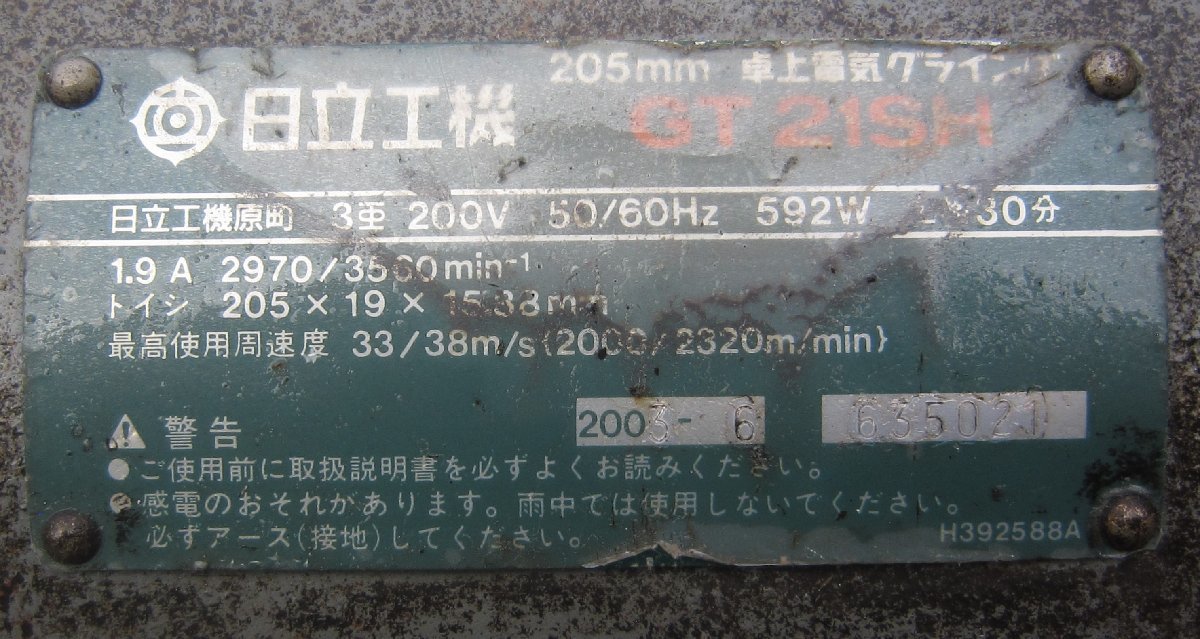 205mm 卓上電気グラインダ
日立工機 GT 21SH
日立工機原町 3亜 200V 50/60Hz 592W 30分
1.9 A 2970/3560min-1
トイシ 205×19×15.88mm
最高使用周速度 33/38m/s{2000/2320m/min}
2003-6 635021
警告
●ご使用前に取扱説明書を必ずよくお読みください。
●感電のおそれがあります。雨中では使用しないでください。
必ずアース(接地)してください。
H392588A